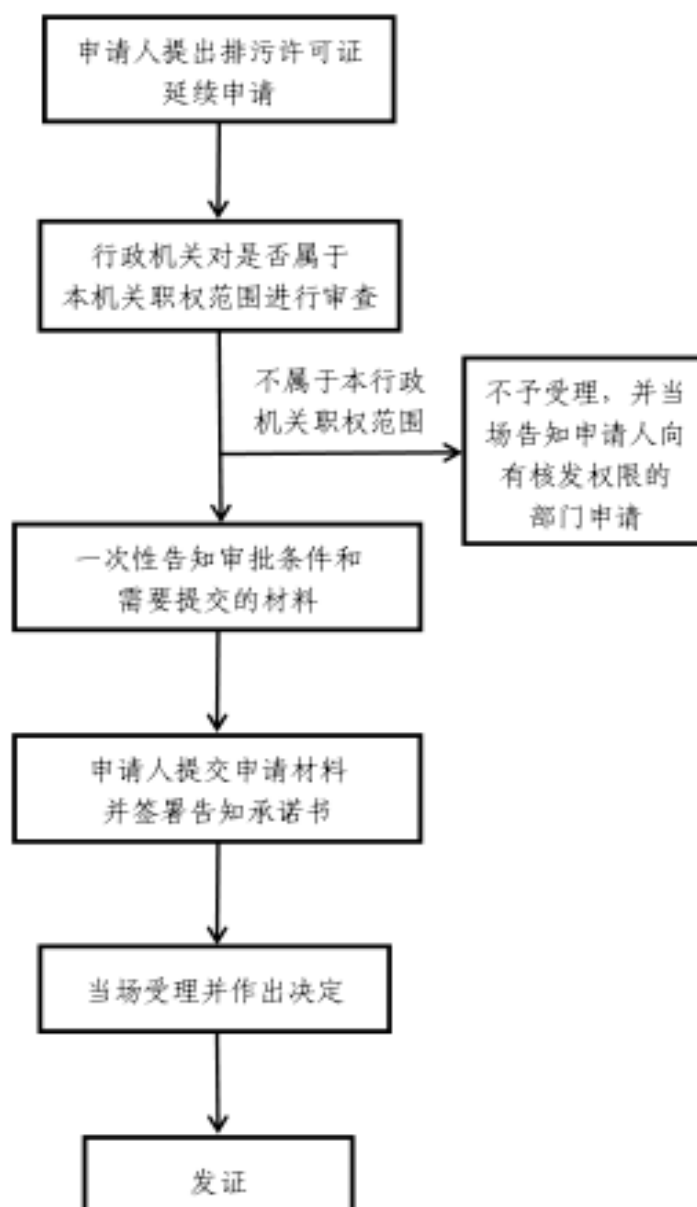 申请人提出排污许可证
延续申请
行政机关对是否属于
本机关职权范围进行审查
不属于本行政
机关职权范围
不予受理，并当
场告知申请人向
有核发权限的
部门申请
一次性告知审批条件和
需要提交的材料
申请人提交申请材料
并签署告知承诺书
当场受理并作出决定
发证